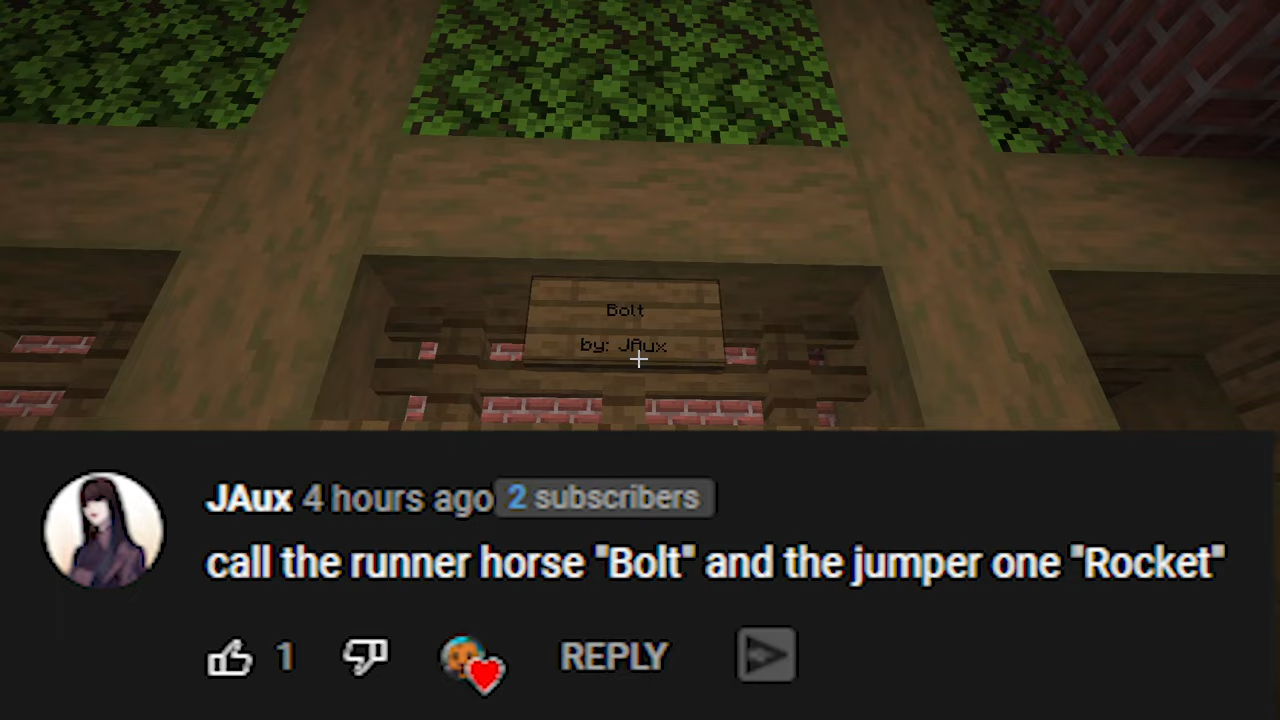 Bolt
by: JAux
JAux 4 hours ago 2 subscribers
call the runner horse "Bolt" and the jumper one "Rocket"
1 REPLY